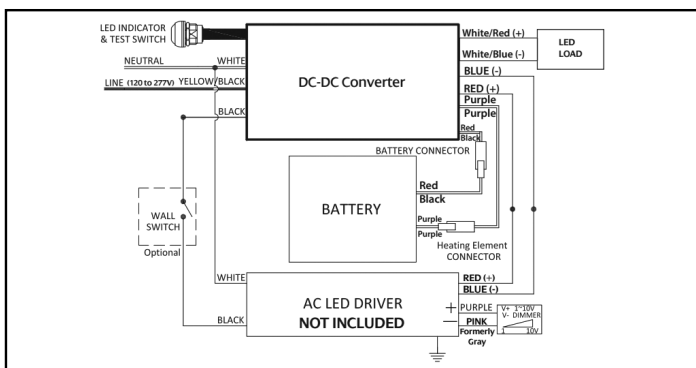 LED INDICATOR
& TEST SWITCH
NEUTRAL
WHITE
LINE (120 to 277V)
YELLOW/BLACK
BLACK
DC-DC Converter
White/Red (+)
White/Blue (-)
LED
LOAD
BLUE (-)
RED (+)
Purple
Purple
Red
Black
BATTERY CONNECTOR
BATTERY
Red
Black
Purple
Purple
Heating Element
CONNECTOR
WALL
SWITCH
Optional
WHITE
BLACK
AC LED DRIVER
NOT INCLUDED
RED (+)
BLUE (-)
+ PURPLE
— PINK
Formerly
Gray
V+ 1~10V
V- DIMMER
1 10V